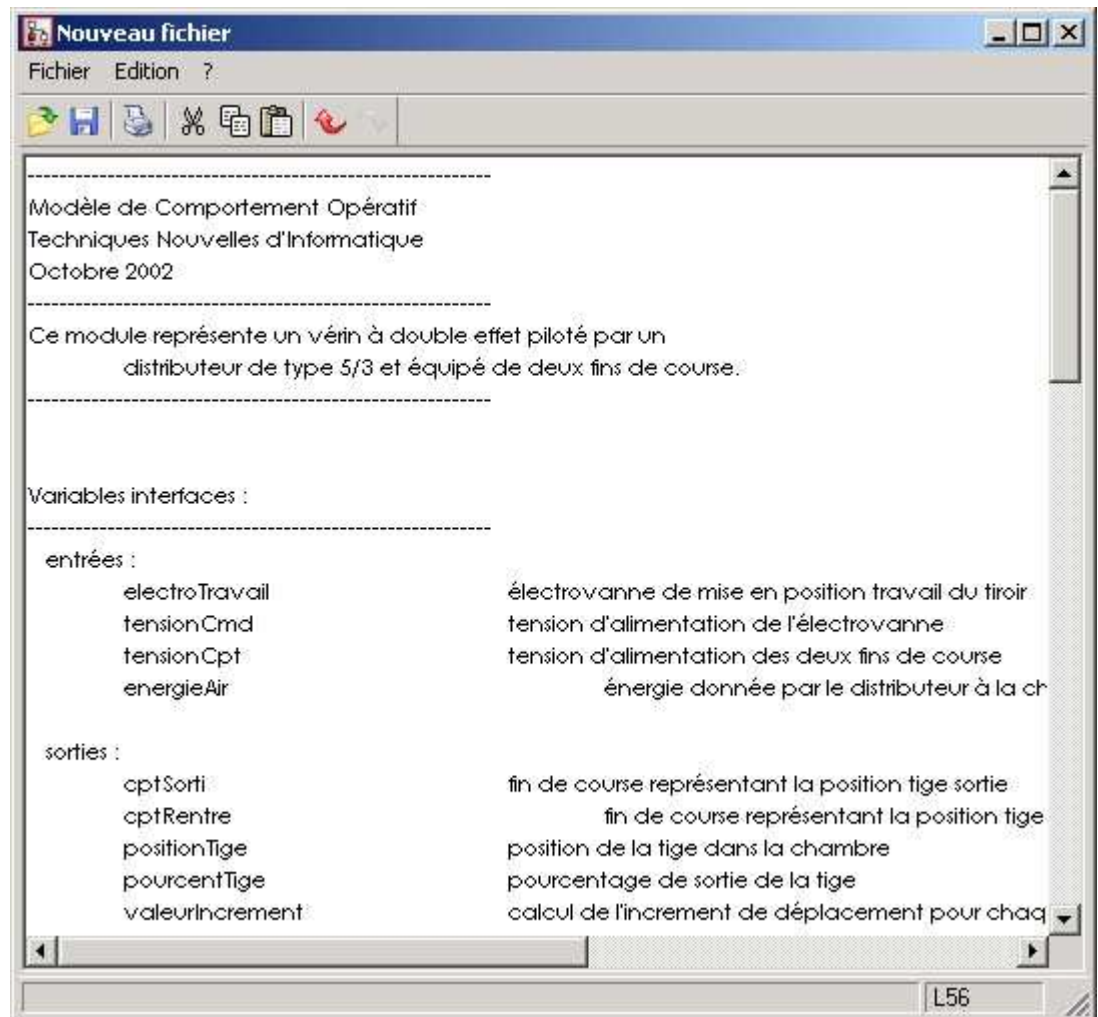 Nouveau fichier
Fichier Edition ?
------------------------------------------------------------
Modèle de Comportement Opératif
Techniques Nouvelles d'Informatique
Octobre 2002
------------------------------------------------------------
Ce module représente un vérin à double effet piloté par un
distributeur de type 5/3 et équipé de deux fins de course.
------------------------------------------------------------
Variables interfaces :
------------------------------------------------------------
entrées :
electroTravail électrovanne de mise en position travail du tiroir
tensionCmd tension d'alimentation de l'électrovanne
tensionCpt tension d'alimentation des deux fins de course
energieAir énergie donnée par le distributeur à la ch
sorties :
cptSorti fin de course représentant la position tige sortie
cptRentre fin de course représentant la position tige
positionTige position de la tige dans la chambre
pourcentTige pourcentage de sortie de la tige
valeurIncrement calcul de l'increment de déplacement pour chaq
L56